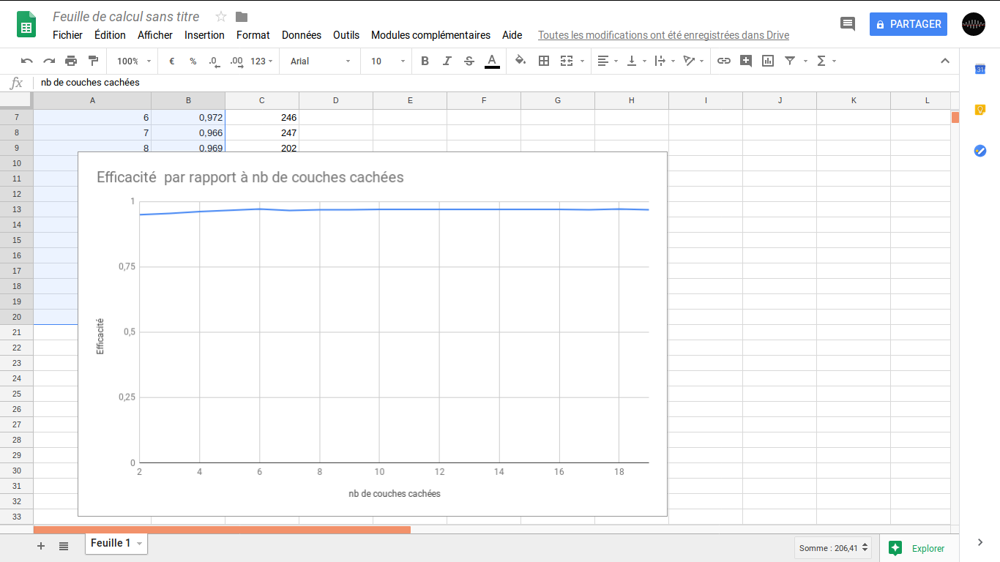 Feuille de calcul sans titre
Fichier Édition Afficher Insertion Format Données Outils Modules complémentaires Aide Toutes les modifications ont été enregistrées dans Drive
PARTAGER
100% € % .0 .00 123 Arial 10 B I S A Σ
31
fx nb de couches cachées
A B C D E F G H I J K L
7 6 0,972 246
8 7 0,966 247
9 8 0,969 202
10
11
12
13
14
15
16
17
18
19
20
21
22
23
24
25
26
27
28
29
30
31
32
33
Efficacité par rapport à nb de couches cachées
1
0,75
0,5
0,25
0
Efficacité
2 4 6 8 10 12 14 16 18
nb de couches cachées
Feuille 1
Somme : 206,41
Explorer